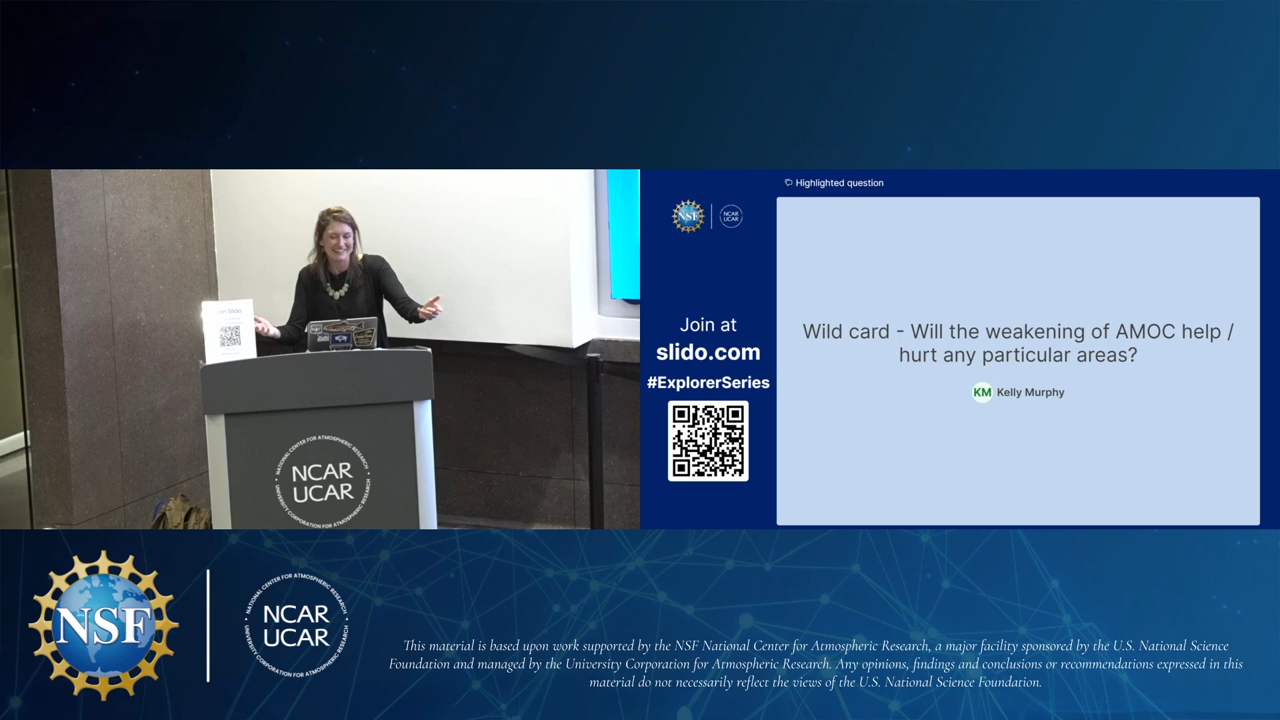 Highlighted question
NSF
NCAR
UCAR
Join at
slido.com
#ExplorerSeries
Wild card - Will the weakening of AMOC help /
hurt any particular areas?
KM Kelly Murphy
NATIONAL CENTER FOR ATMOSPHERIC RESEARCH
NCAR
UCAR
UNIVERSITY CORPORATION FOR ATMOSPHERIC RESEARCH
NSF
NATIONAL CENTER FOR ATMOSPHERIC RESEARCH
NCAR
UCAR
UNIVERSITY CORPORATION FOR ATMOSPHERIC RESEARCH
This material is based upon work supported by the NSF National Center for Atmospheric Research, a major facility sponsored by the U.S. National Science
Foundation and managed by the University Corporation for Atmospheric Research. Any opinions, findings and conclusions or recommendations expressed in this
material do not necessarily reflect the views of the U.S. National Science Foundation.